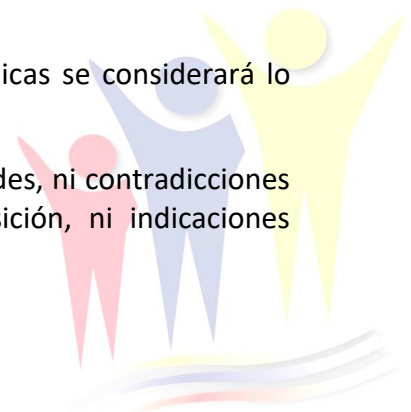 icas se considerará lo
des, ni contradicciones
sición, ni indicaciones